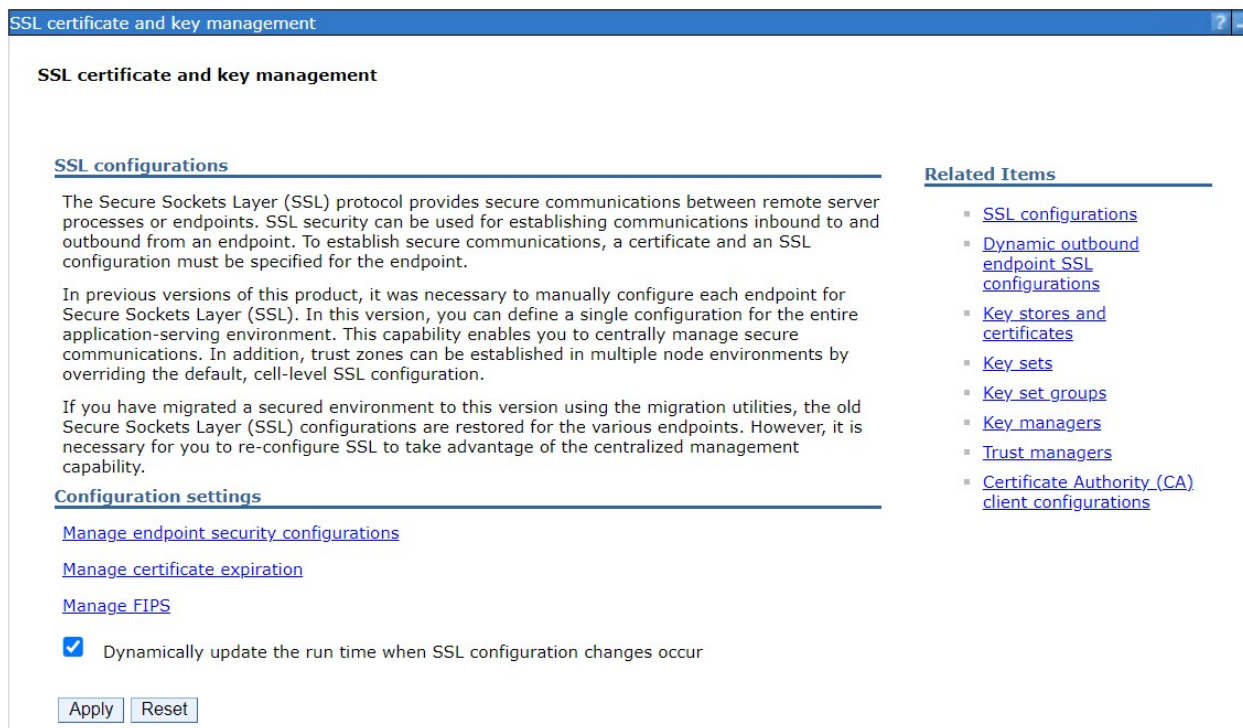 SSL certificate and key management
?
SSL certificate and key management
SSL configurations
The Secure Sockets Layer (SSL) protocol provides secure communications between remote server
processes or endpoints. SSL security can be used for establishing communications inbound to and
outbound from an endpoint. To establish secure communications, a certificate and an SSL
configuration must be specified for the endpoint.
In previous versions of this product, it was necessary to manually configure each endpoint for
Secure Sockets Layer (SSL). In this version, you can define a single configuration for the entire
application-serving environment. This capability enables you to centrally manage secure
communications. In addition, trust zones can be established in multiple node environments by
overriding the default, cell-level SSL configuration.
If you have migrated a secured environment to this version using the migration utilities, the old
Secure Sockets Layer (SSL) configurations are restored for the various endpoints. However, it is
necessary for you to re-configure SSL to take advantage of the centralized management
capability.
Configuration settings
Manage endpoint security configurations
Manage certificate expiration
Manage FIPS
Dynamically update the run time when SSL configuration changes occur
Apply Reset
Related Items
SSL configurations
Dynamic outbound
endpoint SSL
configurations
Key stores and
certificates
Key sets
Key set groups
Key managers
Trust managers
Certificate Authority (CA)
client configurations